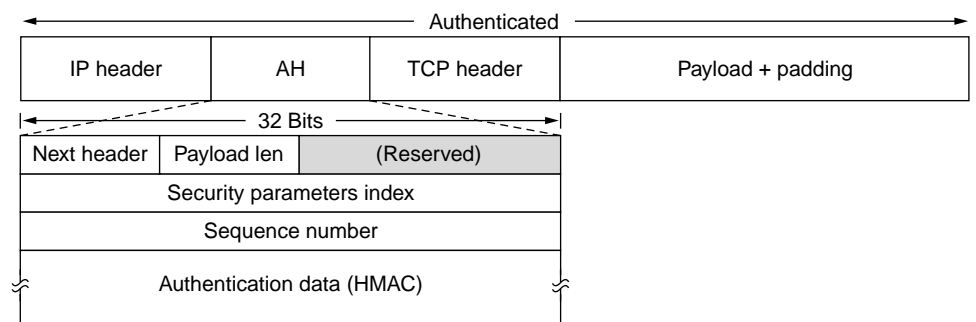 Authenticated
IP header AH TCP header Payload + padding
32 Bits
Next header Payload len (Reserved)
Security parameters index
Sequence number
Authentication data (HMAC)